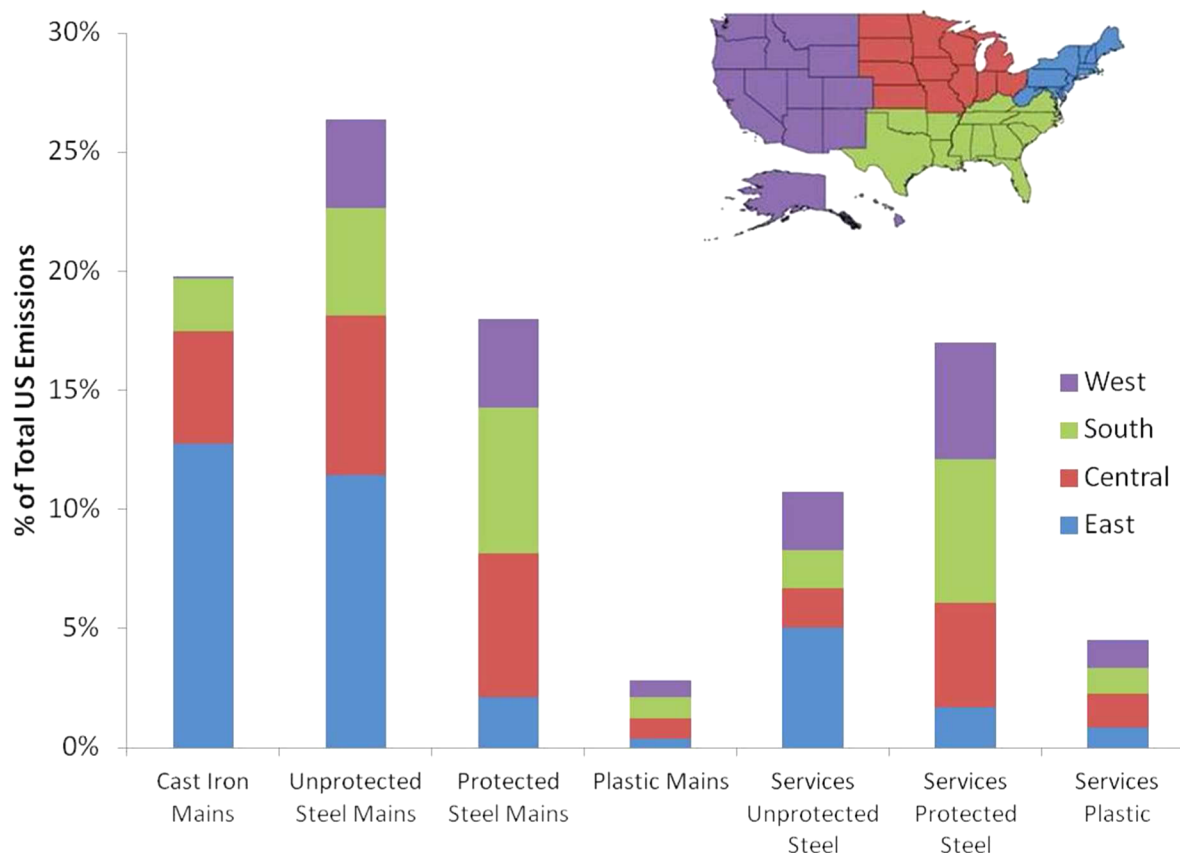 30%
25%
20%
15%
10%
5%
0%
% of Total US Emissions
West
South
Central
East
Cast Iron
Mains
Unprotected
Steel Mains
Protected
Steel Mains
Plastic Mains
Services
Unprotected
Steel
Services
Protected
Steel
Services
Plastic